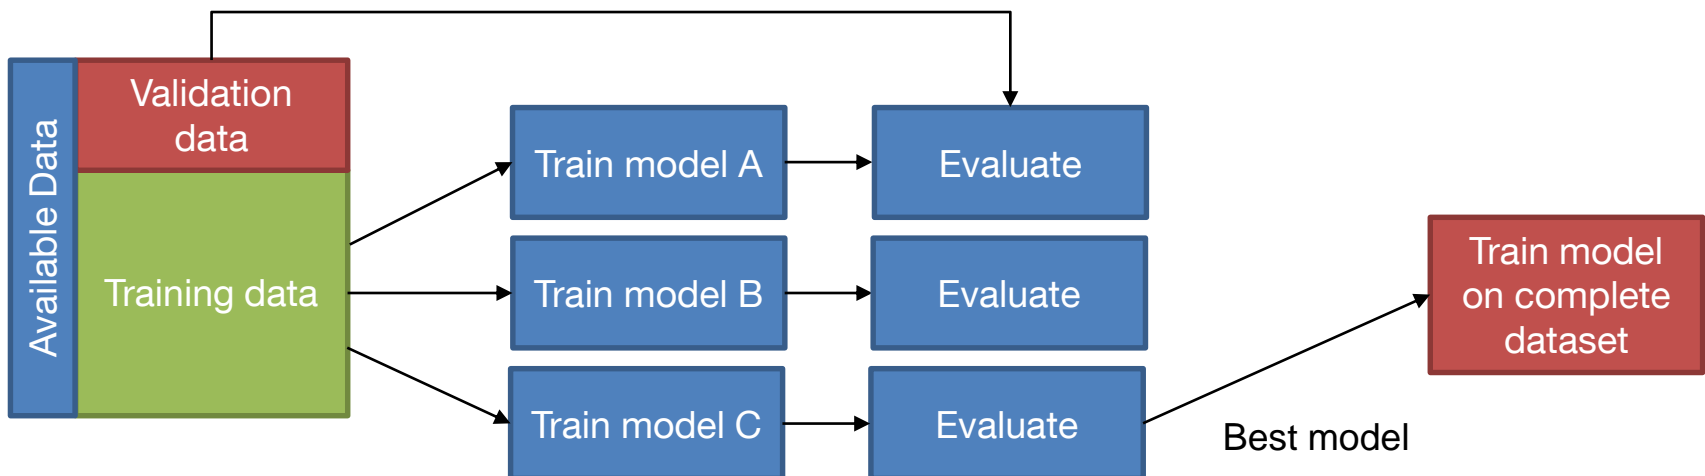 Available Data
Validation
data
Training data
Train model A
Evaluate
Train model B
Evaluate
Train model C
Evaluate
Best model
Train model
on complete
dataset